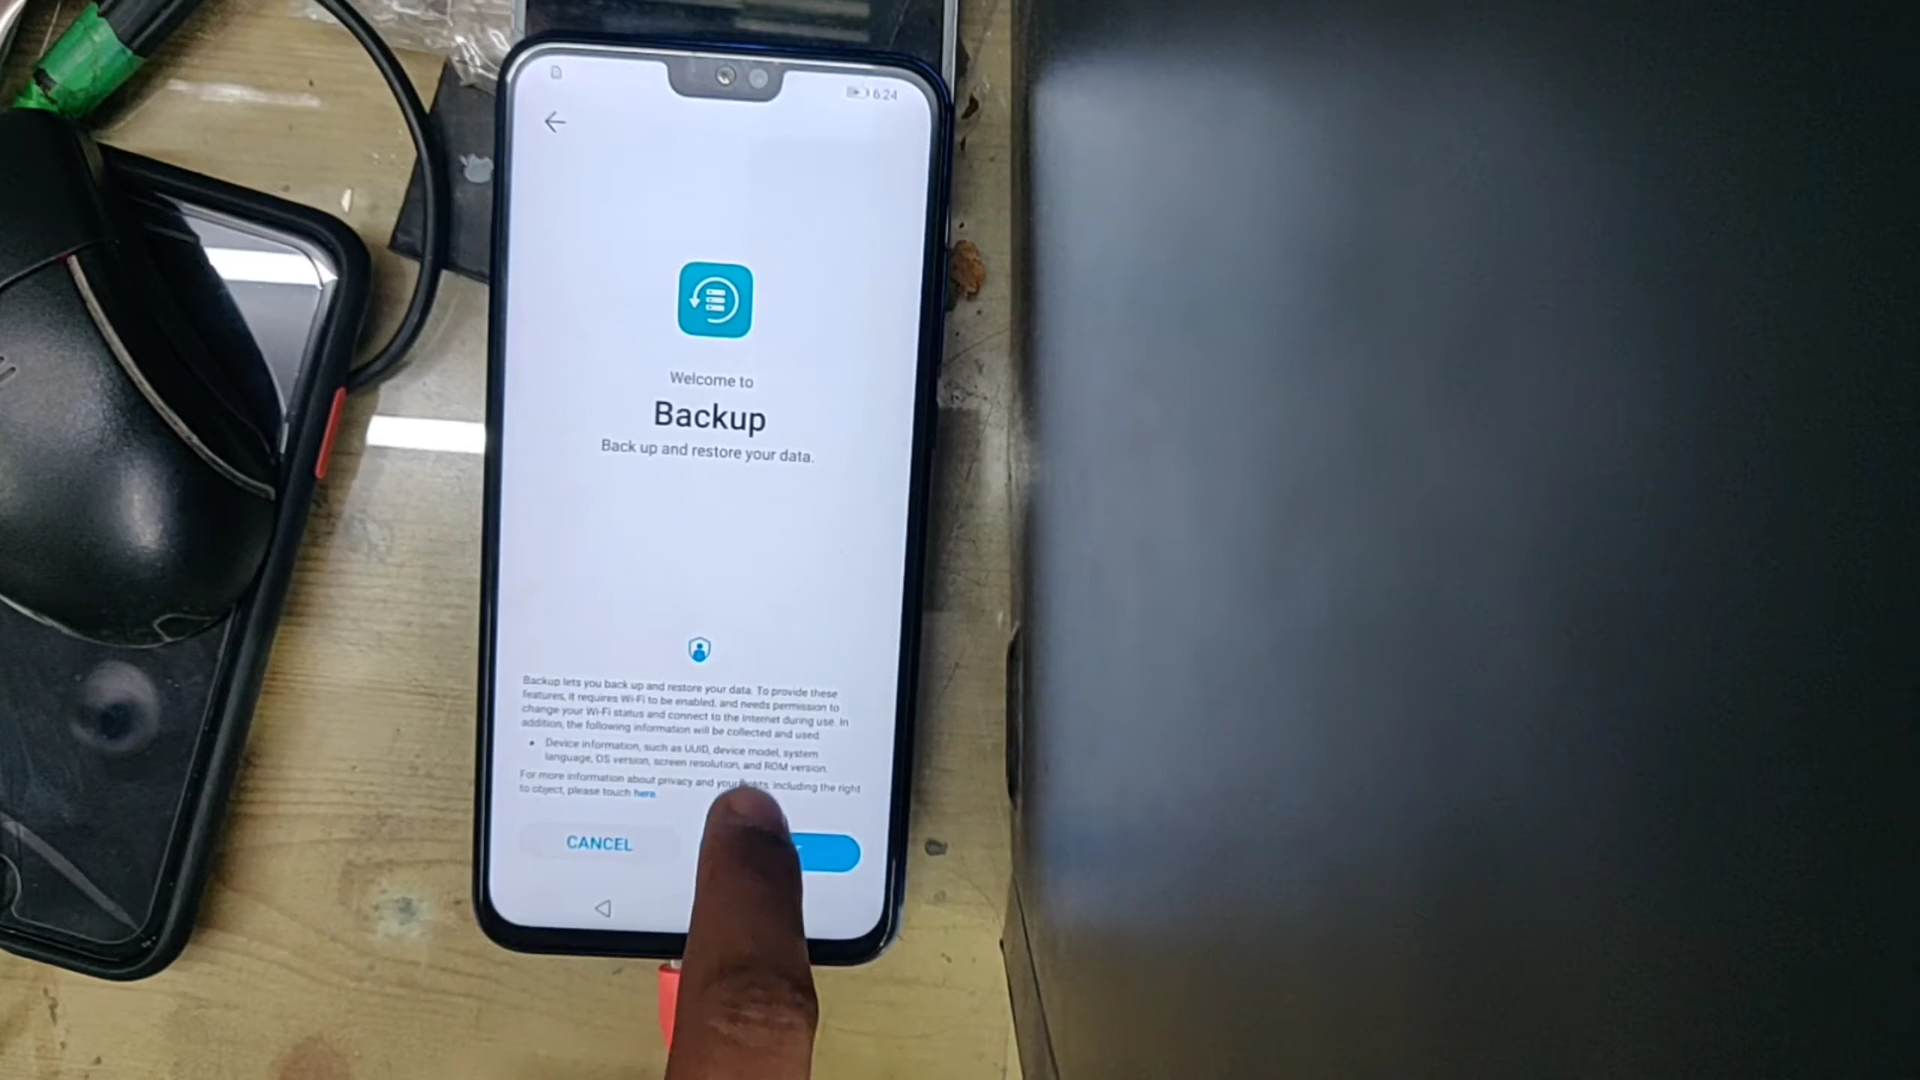 6:24
Welcome to
Backup
Back up and restore your data.
Backup lets you back up and restore your data. To provide these
features, it requires Wi-Fi to be enabled, and needs permission to
change your Wi-Fi status and connect to the Internet during use. In
addition, the following information will be collected and used:
• Device information, such as UUID, device model, system
language, OS version, screen resolution, and ROM version.
For more information about privacy and your including the right
to object, please touch here.
CANCEL